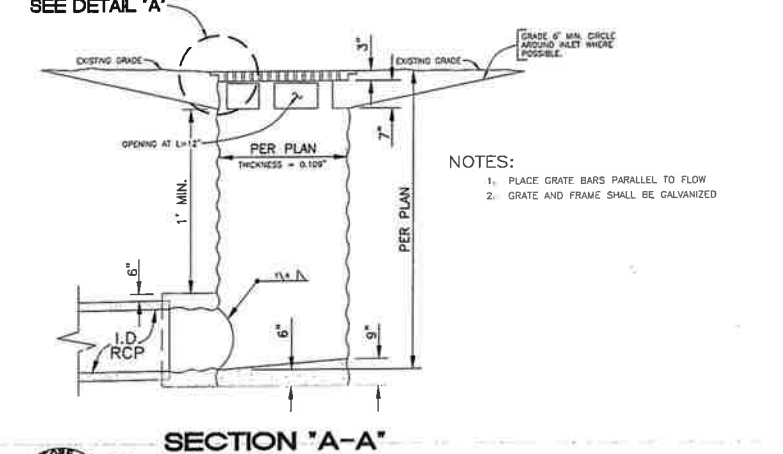 SEE DETAIL "A"
EXISTING GRADE
3"
EXISTING GRADE
GRADE 6" MIN. CIRCLE
AROUND INLET WHERE
POSSIBLE.
OPENING AT L=12"
7"
PER PLAN
THICKNESS = 0.109"
1' MIN.
PER PLAN
NOTES:
1. PLACE GRATE BARS PARALLEL TO FLOW
2. GRATE AND FRAME SHALL BE GALVANIZED
6"
I.D.
RCP
6"
9"
SECTION "A-A"